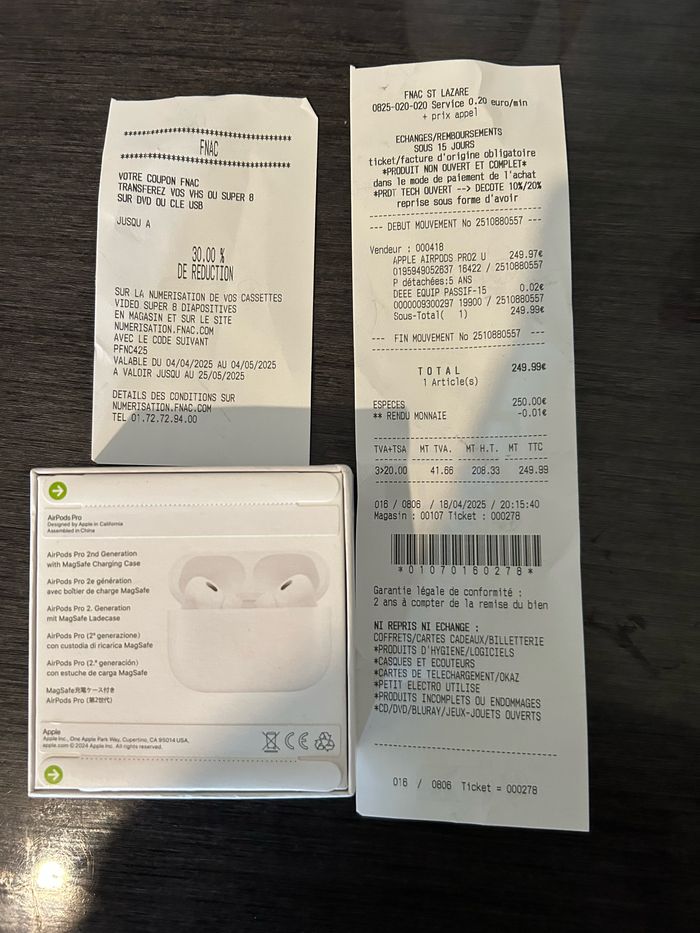 ****************************
FNAC
****************************
VOTRE COUPON FNAC
TRANSFEREZ VOS VHS OU SUPER 8
SUR DVD OU CLE USB
JUSQU A
30.00 %
DE REDUCTION
SUR LA NUMERISATION DE VOS CASSETTES
VIDEO SUPER 8 DIAPOSITIVES
EN MAGASIN ET SUR LE SITE
NUMERISATION.FNAC.COM
AVEC LE CODE SUIVANT
PFNC425
VALABLE DU 04/04/2025 AU 04/05/2025
A VALOIR JUSQU AU 25/05/2025
DETAILS DES CONDITIONS SUR
NUMERISATION.FNAC.COM
TEL 01.72.72.94.00
FNAC ST LAZARE
0825-020-020 Service 0.20 euro/min
+ prix appel
ECHANGES/REMBOURSEMENTS
SOUS 15 JOURS
ticket/facture d'origine obligatoire
*PRODUIT NON OUVERT ET COMPLET*
dans le mode de paiement de l'achat
*PRDT TECH OUVERT --> DECOTE 10%/20%
reprise sous forme d'avoir
--- DEBUT MOUVEMENT No 2510880557 ---
Vendeur : 000418
APPLE AIRPODS PRO2 U 249.97€
0195949052637 16422 / 2510880557
P détachées:5 ANS
DEEE EQUIP PASSIF-15 0.02€
0000009300297 19900 / 2510880557
Sous-Total( 1) 249.99€
--- FIN MOUVEMENT No 2510880557 ---
TOTAL 249.99€
1 Article(s)
ESPECES 250.00€
** RENDU MONNAIE -0.01€
TVA+TSA MT TVA. MT H.T. MT TTC
3>20.00 41.66 208.33 249.99
016 / 0806 / 18/04/2025 / 20:15:40
Magasin : 00107 Ticket : 000278
*01070160278*
Garantie légale de conformité :
2 ans à compter de la remise du bien
NI REPRIS NI ECHANGE :
COFFRETS/CARTES CADEAUX/BILLETTERIE
*PRODUITS D'HYGIENE/LOGICIELS
*CASQUES ET ECOUTEURS
*CARTES DE TELECHARGEMENT/OKAZ
*PETIT ELECTRO UTILISE
*PRODUITS INCOMPLETS OU ENDOMMAGES
*CD/DVD/BLURAY/JEUX-JOUETS OUVERTS
016 / 0806 Ticket = 000278
AirPods Pro
Designed by Apple in California
Assembled in China
AirPods Pro 2nd Generation
with MagSafe Charging Case
AirPods Pro 2e génération
avec boîtier de charge MagSafe
AirPods Pro 2. Generation
mit MagSafe Ladecase
AirPods Pro (2ª generazione)
con custodia di ricarica MagSafe
AirPods Pro (2.ª generación)
con estuche de carga MagSafe
MagSafe充電ケース付き
AirPods Pro (第2世代)
Apple
Apple Inc., One Apple Park Way, Cupertino, CA 95014 USA.
apple.com © 2024 Apple Inc. All rights reserved.
CE